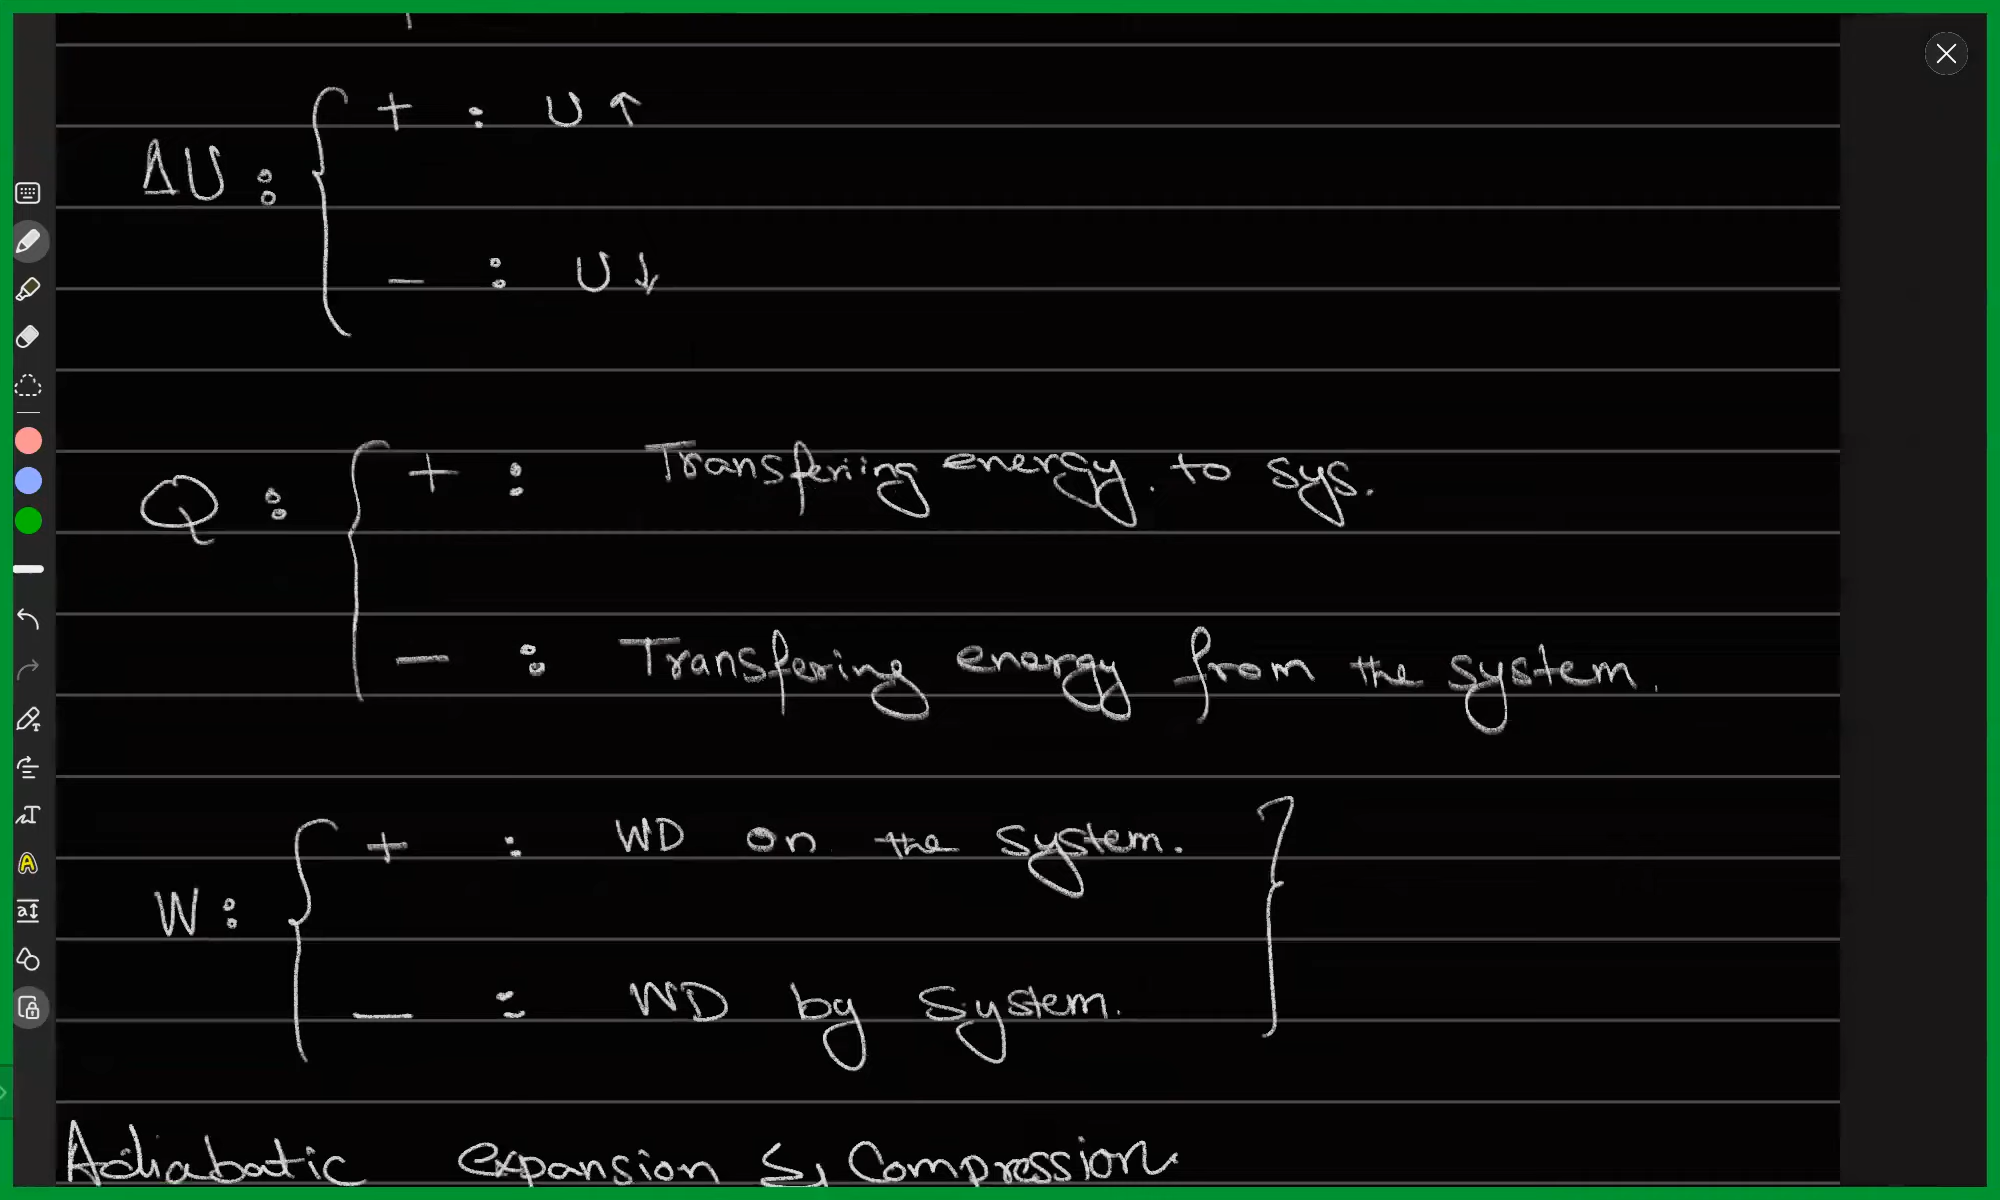 + : U ↑
ΔU :
- : U ↓
+ : Transfering energy. to sys.
Q :
- : Transfering energy from the system.
+ : WD on the system.
W :
- : WD by System.
Adiabatic expansion & Compression